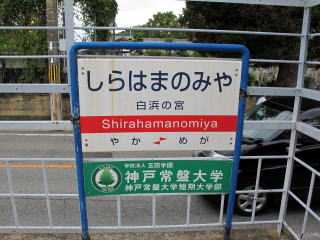 しらはまのみや
白浜の宮
Shirahamanomiya
やか めが
学校法人 玉田学園
神戸常盤大学
神戸常盤大学短期大学部